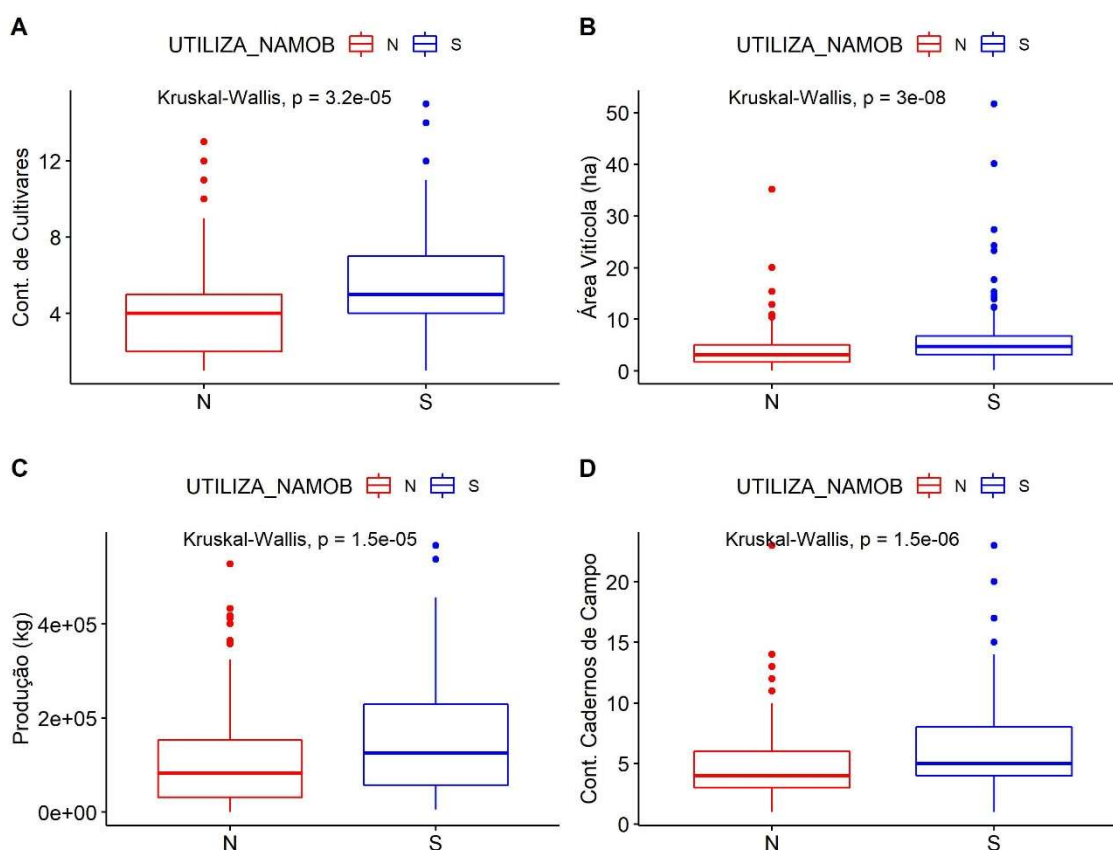 A
UTILIZA_NAMOB N S
Kruskal-Wallis, p = 3.2e-05
Cont. de Cultivares
12
8
4
N S
B
UTILIZA_NAMOB N S
Kruskal-Wallis, p = 3e-08
Área Vitícola (ha)
50
40
30
20
10
0
N S
C
UTILIZA_NAMOB N S
Kruskal-Wallis, p = 1.5e-05
Produção (kg)
4e+05
2e+05
0e+00
N S
D
UTILIZA_NAMOB N S
Kruskal-Wallis, p = 1.5e-06
Cont. Cadernos de Campo
20
15
10
5
0
N S